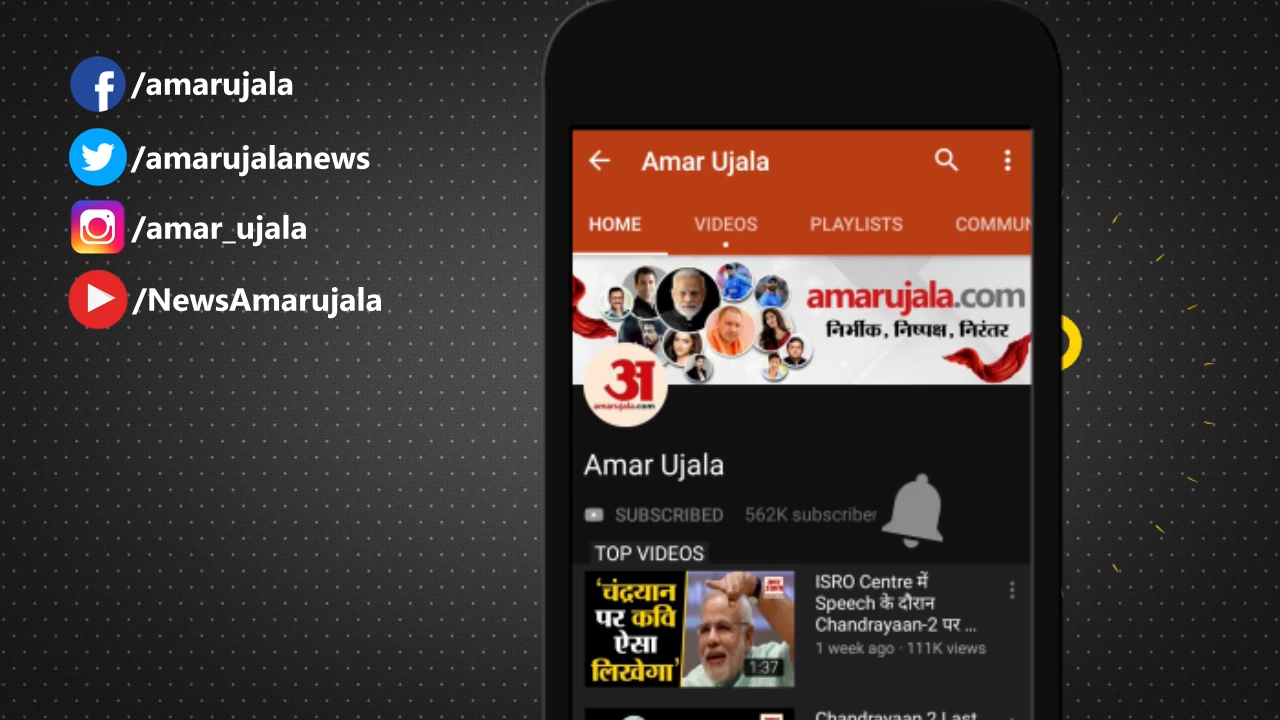 /amarujala
/amarujalanews
/amar_ujala
/NewsAmarujala
Amar Ujala
HOME VIDEOS PLAYLISTS COMMUN
amarujala.com
निर्भीक, निष्पक्ष, निरंतर
अ
amarujala.com
Amar Ujala
SUBSCRIBED 562K subscriber
TOP VIDEOS
‘चंद्रयान
पर कवि
ऐसा
लिखेगा’
1:37
ISRO Centre में
Speech के दौरान
Chandrayaan-2 पर ...
1 week ago · 111K views
Chandrayaan 2 Last